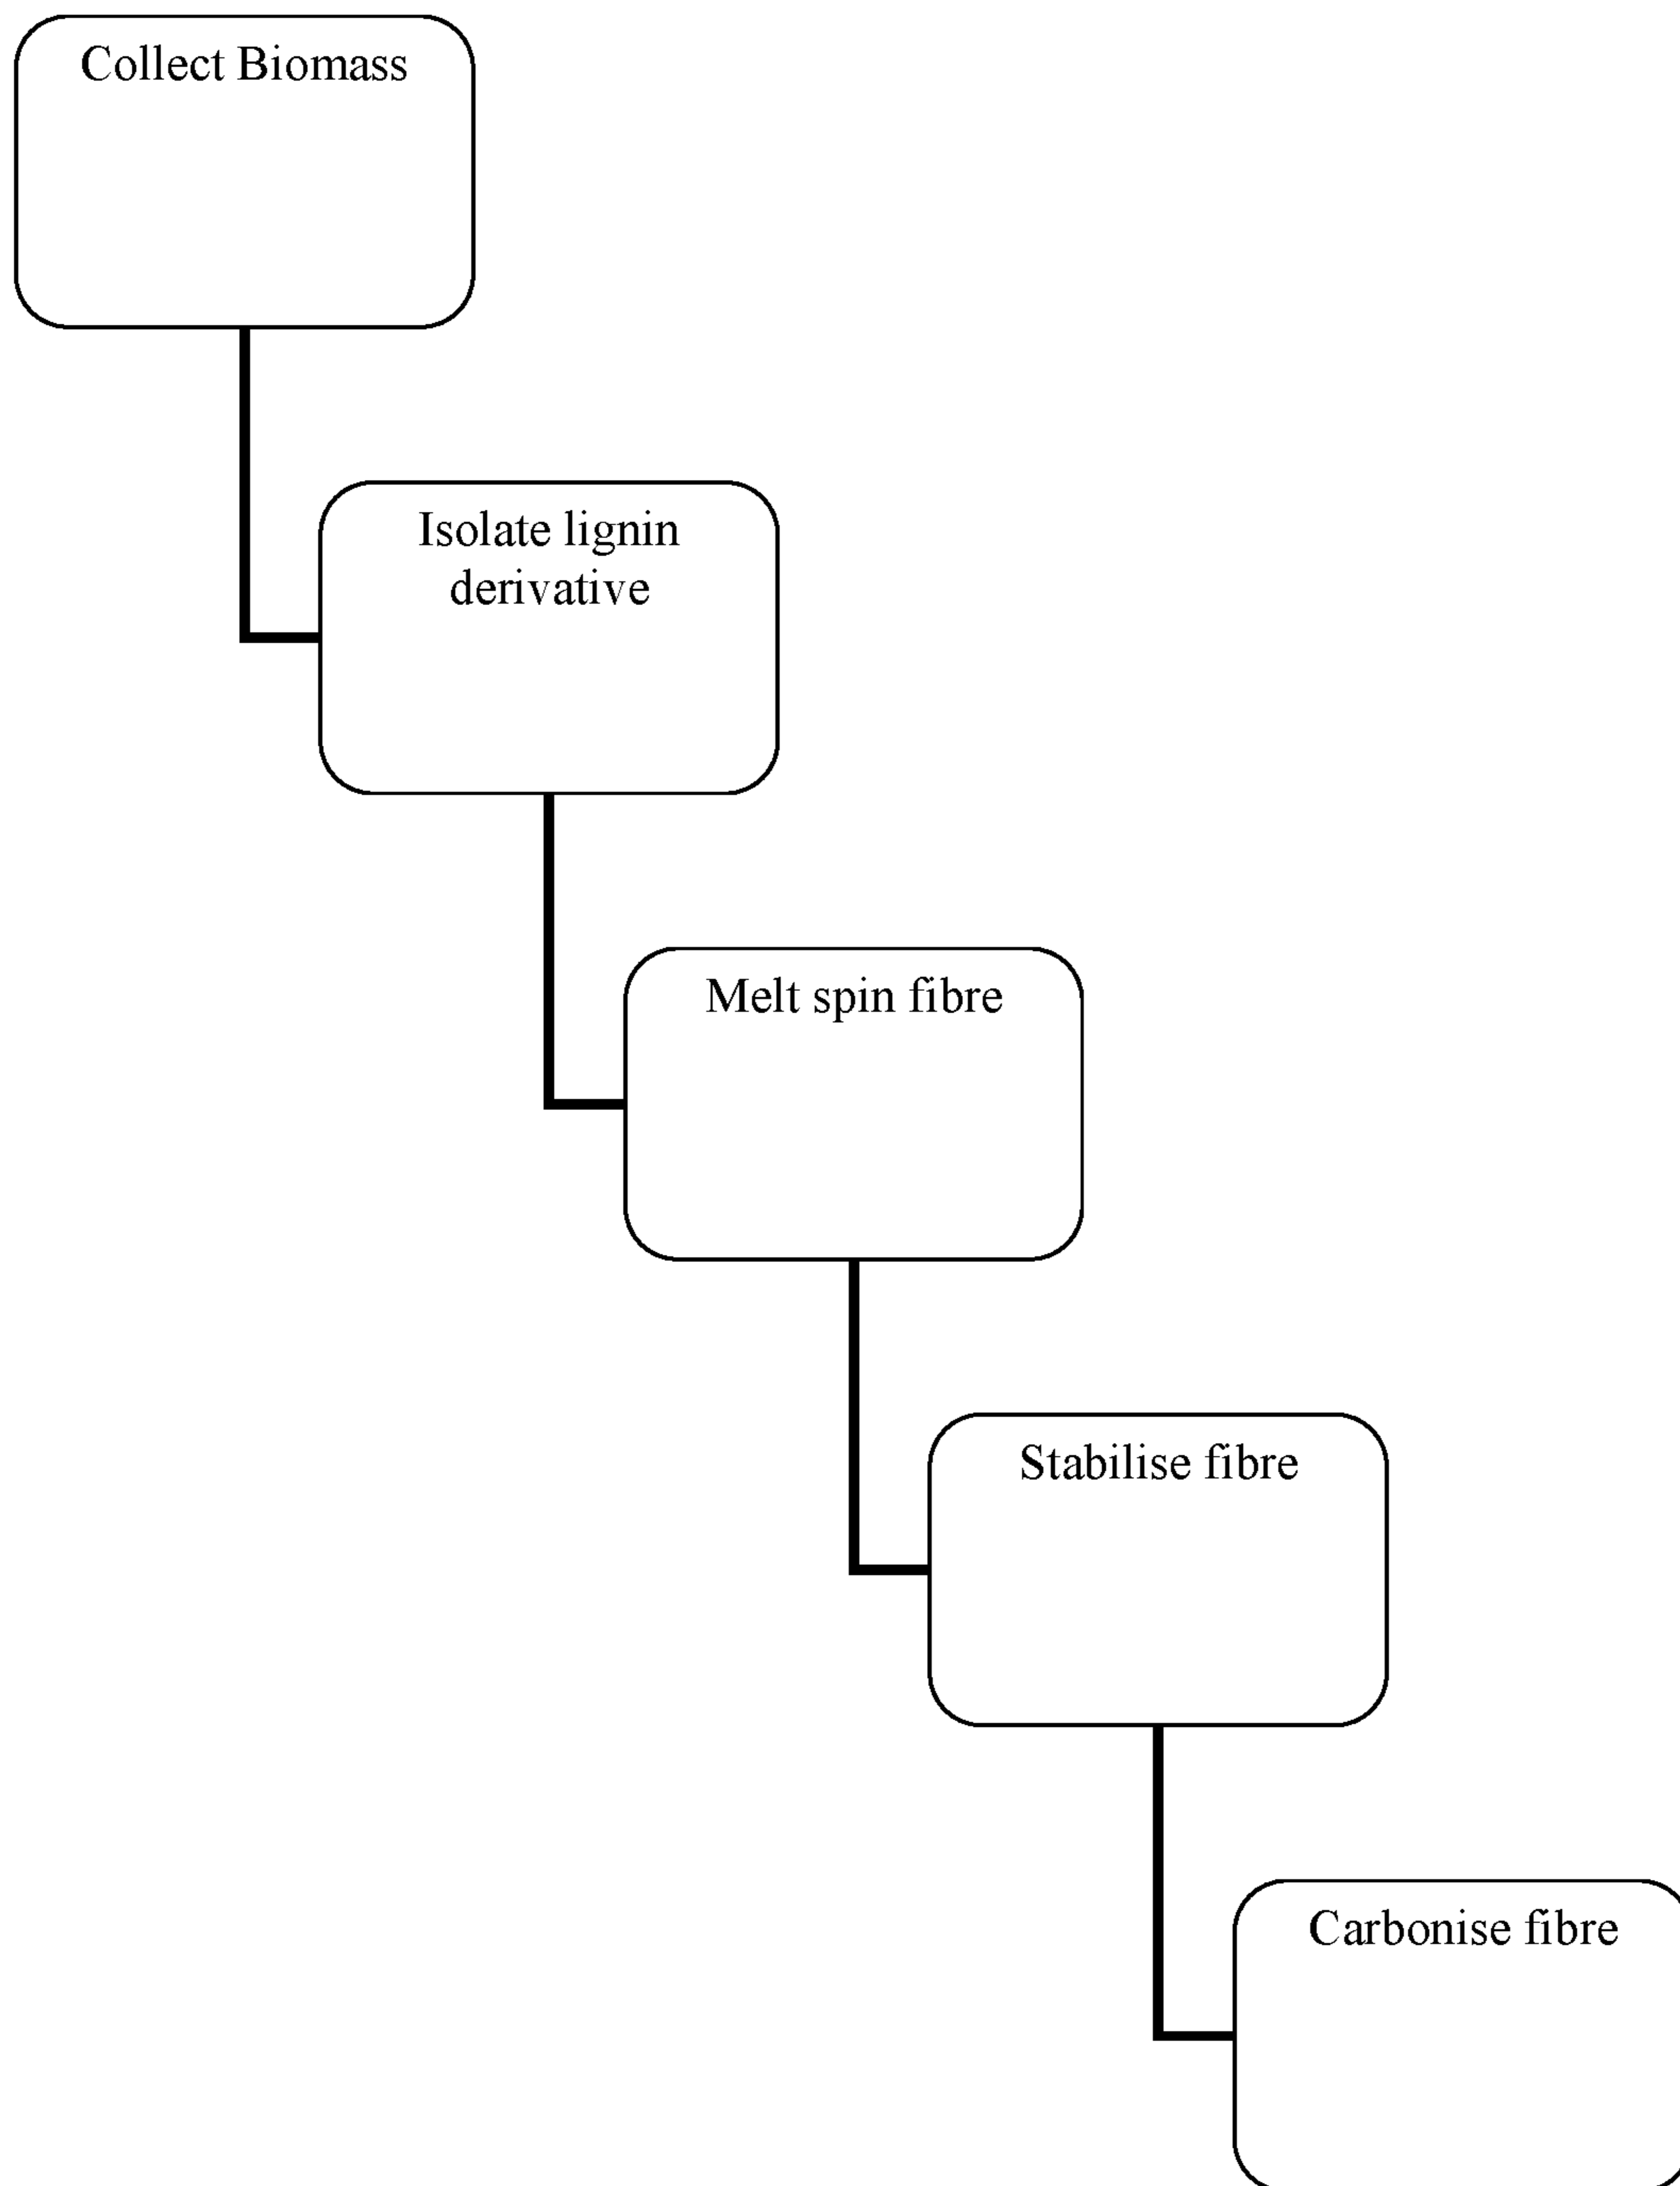 Collect Biomass
Isolate lignin
derivative
Melt spin fibre
Stabilise fibre
Carbonise fibre